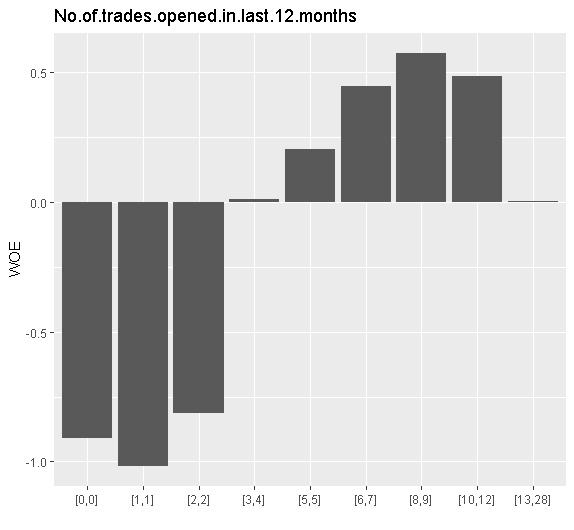 No.of.trades.opened.in.last.12.months
0.5
0.0
-0.5
-1.0
WOE
[0,0] [1,1] [2,2] [3,4] [5,5] [6,7] [8,9] [10,12] [13,28]